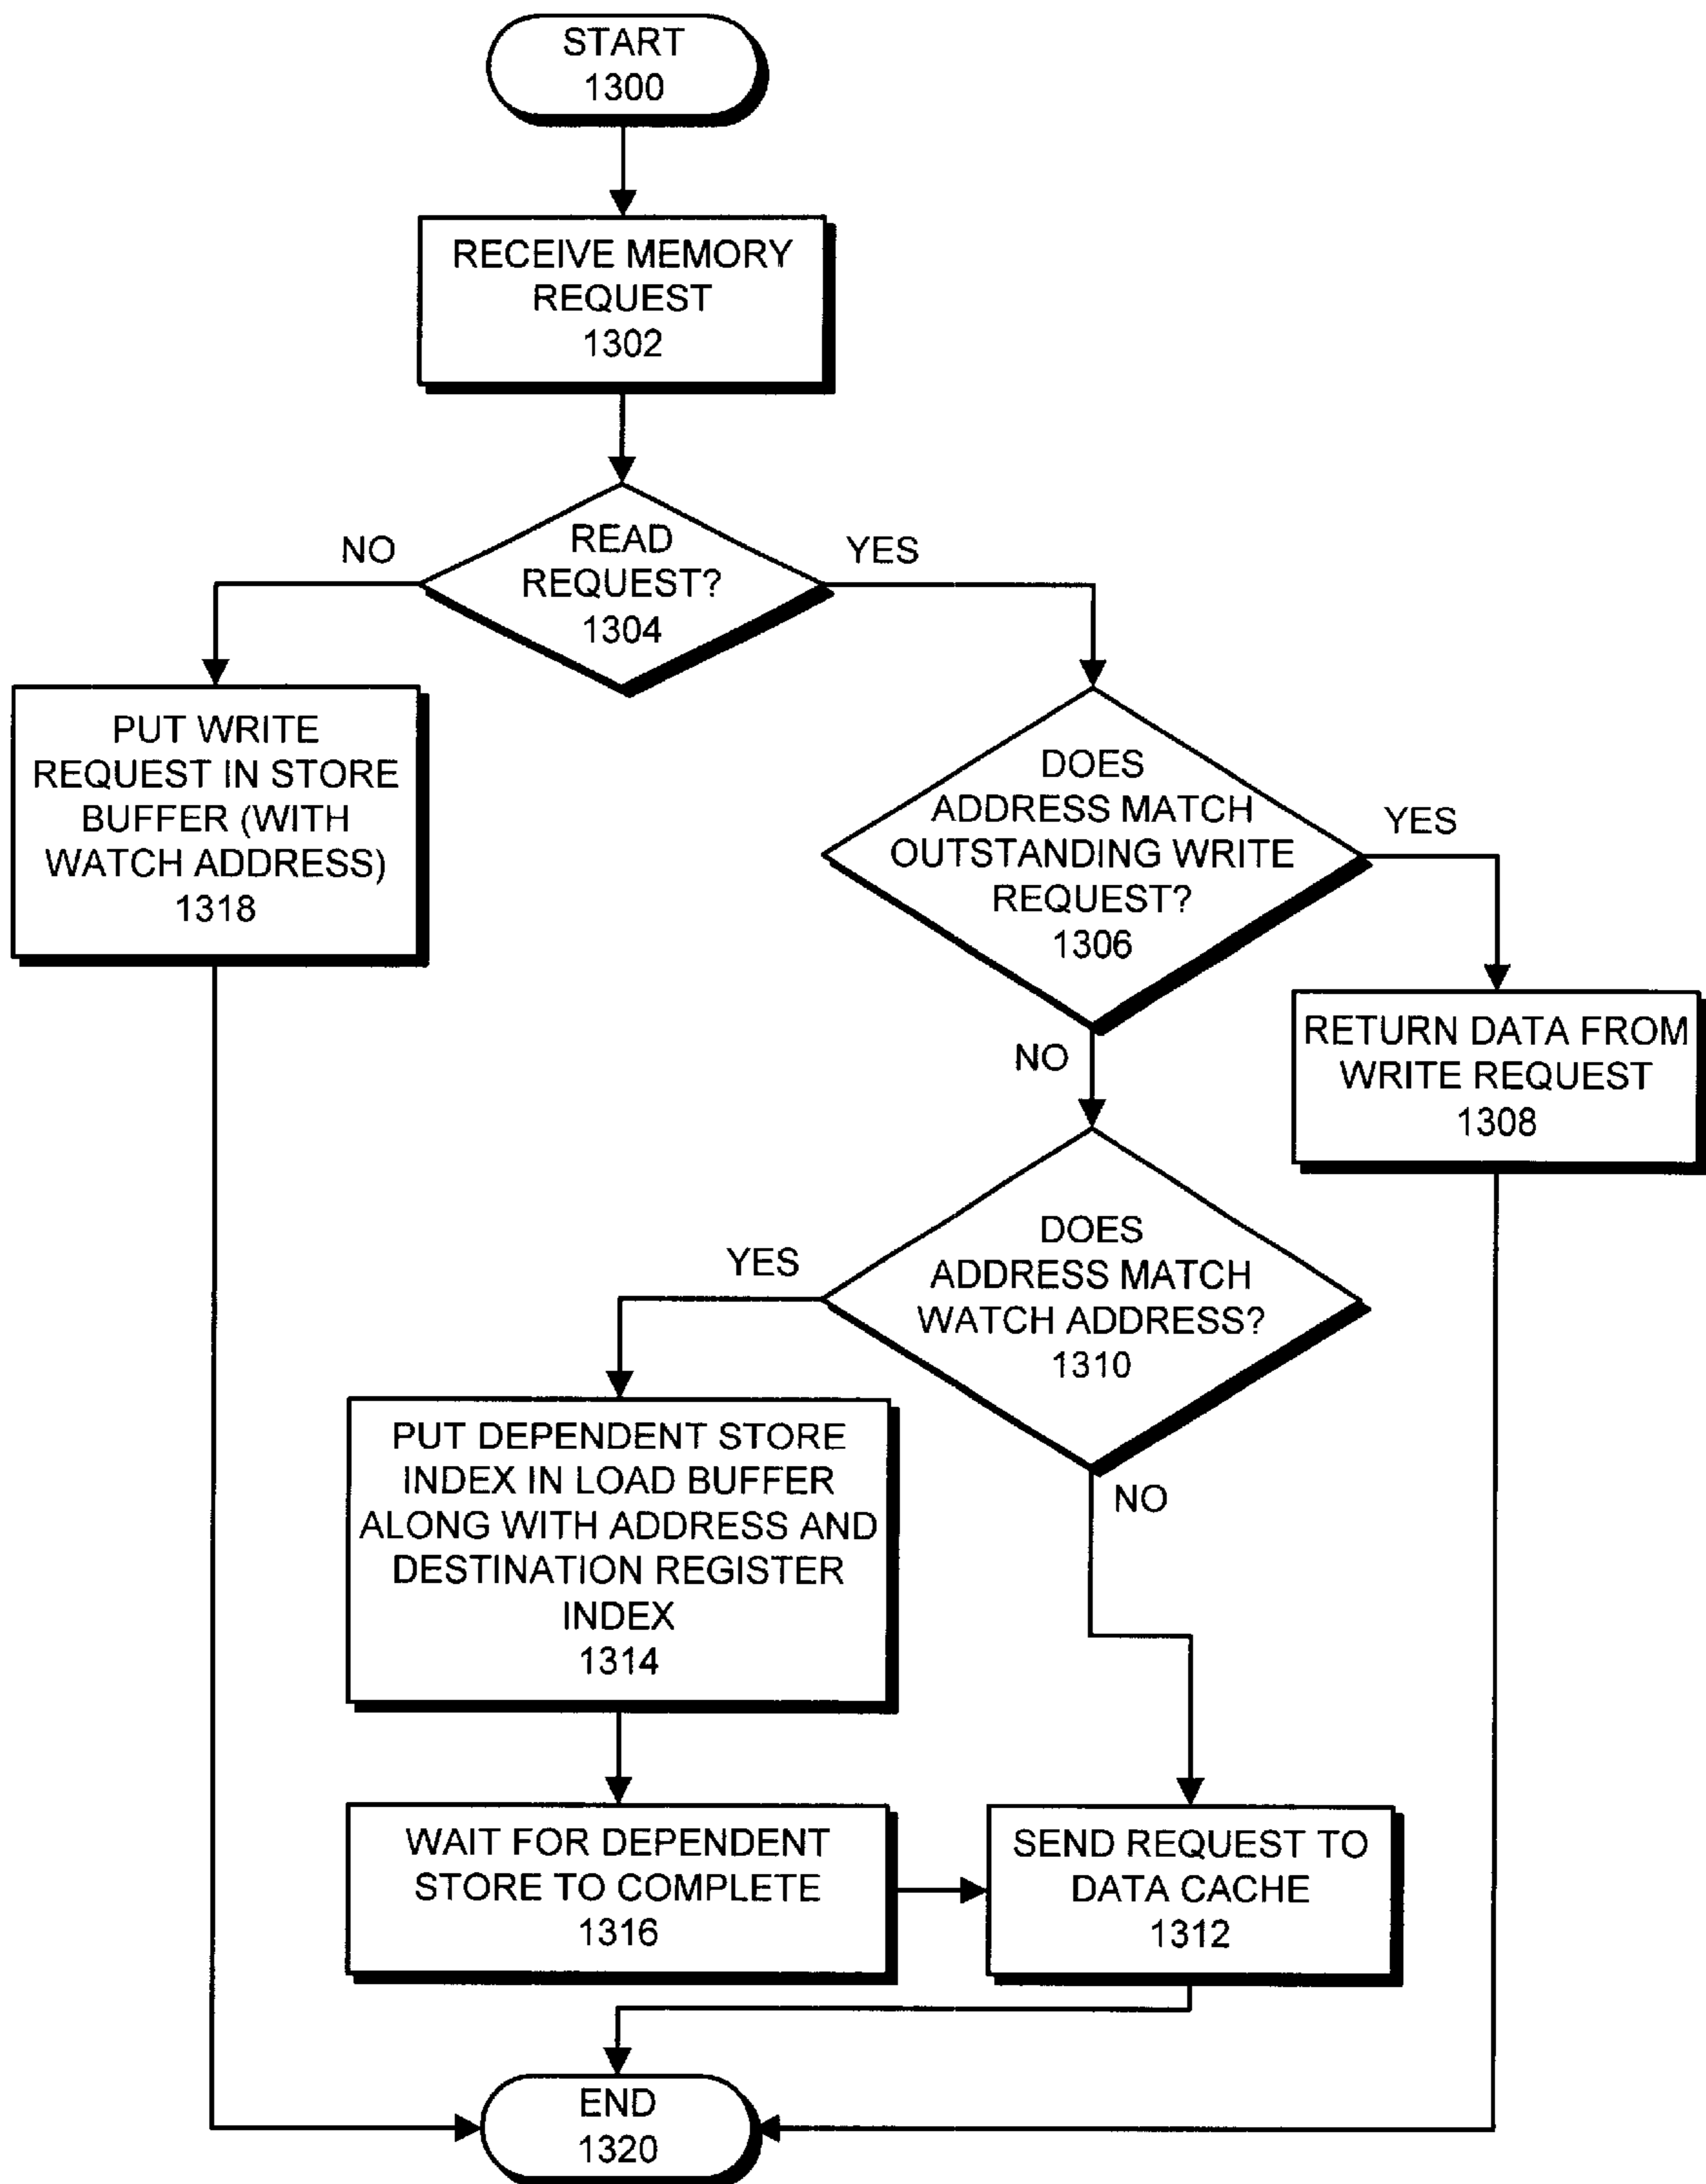 START
1300
RECEIVE MEMORY
REQUEST
1302
READ
REQUEST?
1304
NO
YES
PUT WRITE
REQUEST IN STORE
BUFFER (WITH
WATCH ADDRESS)
1318
DOES
ADDRESS MATCH
OUTSTANDING WRITE
REQUEST?
1306
YES
NO
RETURN DATA FROM
WRITE REQUEST
1308
DOES
ADDRESS MATCH
WATCH ADDRESS?
1310
YES
NO
PUT DEPENDENT STORE
INDEX IN LOAD BUFFER
ALONG WITH ADDRESS AND
DESTINATION REGISTER
INDEX
1314
WAIT FOR DEPENDENT
STORE TO COMPLETE
1316
SEND REQUEST TO
DATA CACHE
1312
END
1320